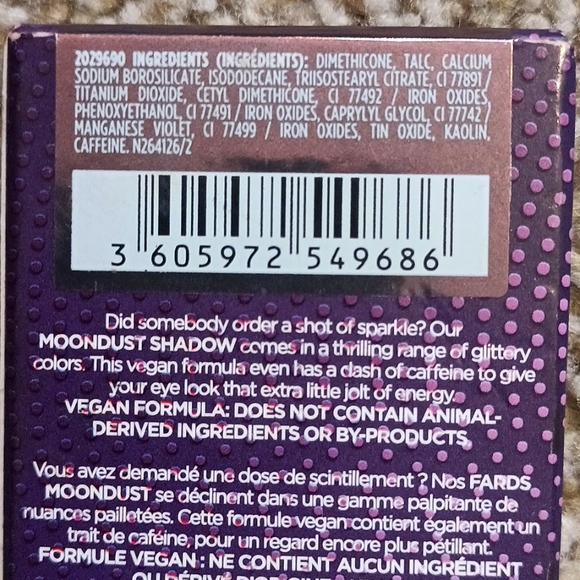 2029690 INGREDIENTS (INGRÉDIENTS): DIMETHICONE, TALC, CALCIUM
SODIUM BOROSILICATE, ISODODECANE, TRIISOSTEARYL CITRATE, CI 77891 /
TITANIUM DIOXIDE, CETYL DIMETHICONE, CI 77492 / IRON OXIDES,
PHENOXYETHANOL, CI 77491 / IRON OXIDES, CAPRYLYL GLYCOL, CI 77742 /
MANGANESE VIOLET, CI 77499 / IRON OXIDES, TIN OXIDE, KAOLIN,
CAFFEINE. N264126/2
3 605972 549686
Did somebody order a shot of sparkle? Our
MOONDUST SHADOW comes in a thrilling range of glittery
colors. This vegan formula even has a dash of caffeine to give
your eye look that extra little jolt of energy.
VEGAN FORMULA: DOES NOT CONTAIN ANIMAL-
DERIVED INGREDIENTS OR BY-PRODUCTS.
Vous avez demandé une dose de scintillement ? Nos FARDS
MOONDUST se déclinent dans une gamme palpitante de
nuances pailletées. Cette formule vegan contient également un
trait de caféine, pour un regard encore plus pétillant.
FORMULE VEGAN : NE CONTIENT AUCUN INGRÉDIENT
OU DÉRIVÉ D'ORIGINE